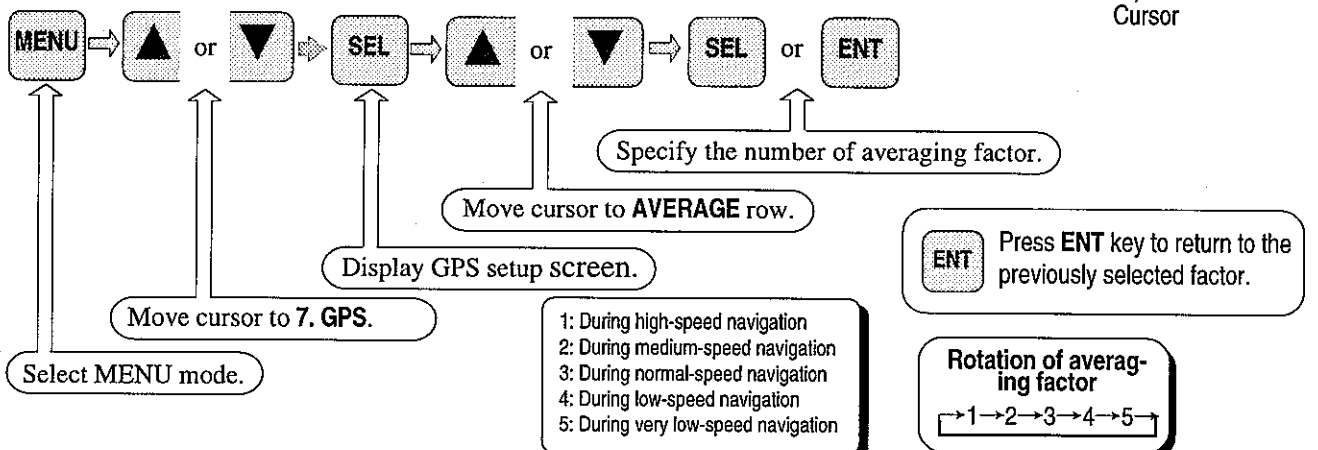 Cursor
MENU or SEL or SEL or ENT
Specify the number of averaging factor.
Move cursor to AVERAGE row.
Display GPS setup screen.
Move cursor to 7. GPS.
Select MENU mode.
ENT
Press ENT key to return to the
previously selected factor.
1: During high-speed navigation
2: During medium-speed navigation
3: During normal-speed navigation
4: During low-speed navigation
5: During very low-speed navigation
Rotation of averag-
ing factor
→1→2→3→4→5→